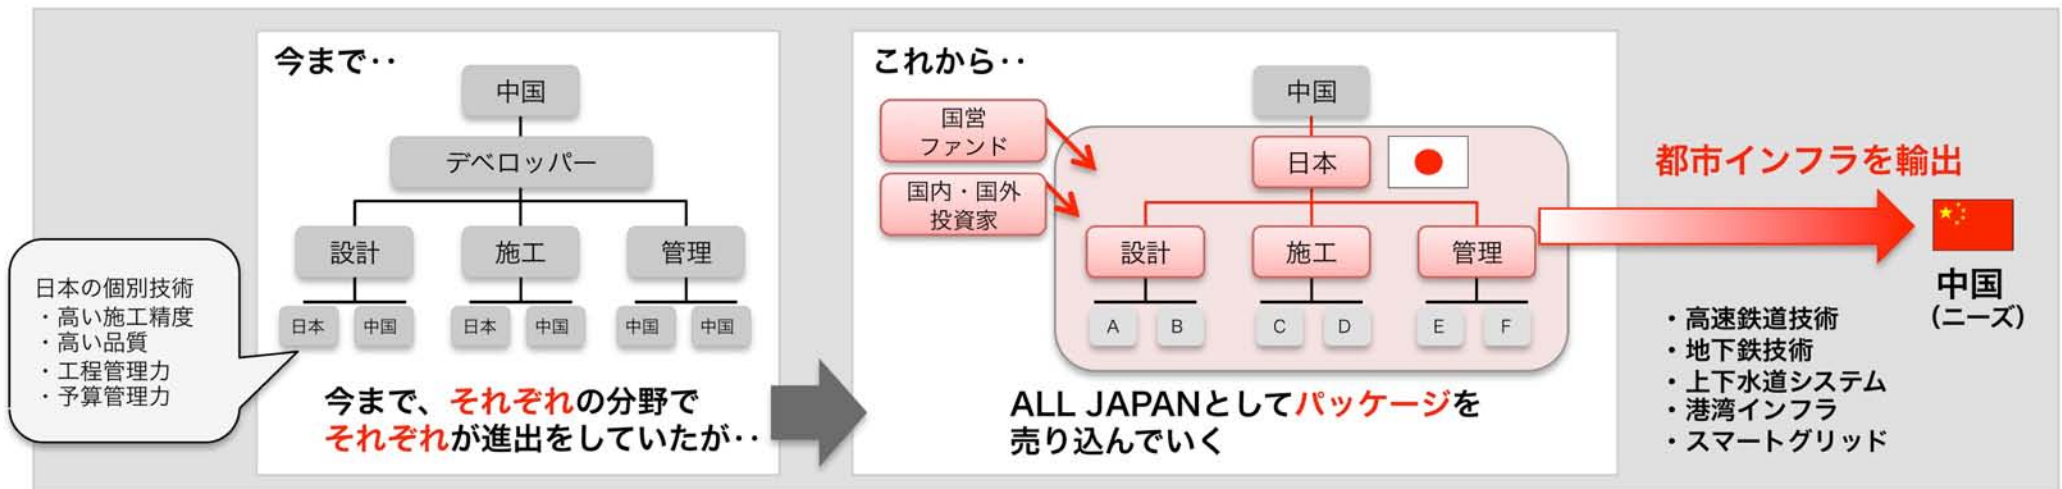 今まで‥
中国
デベロッパー
設計
施工
管理
日本
中国
日本
中国
中国
中国
日本の個別技術
・高い施工精度
・高い品質
・工程管理力
・予算管理力
今まで、それぞれの分野で
それぞれが進出をしていたが‥
これから‥
国営
ファンド
国内・国外
投資家
中国
日本
設計
施工
管理
A
B
C
D
E
F
ALL JAPANとしてパッケージを
売り込んでいく
都市インフラを輸出
中国
（ニーズ）
・高速鉄道技術
・地下鉄技術
・上下水道システム
・港湾インフラ
・スマートグリッド